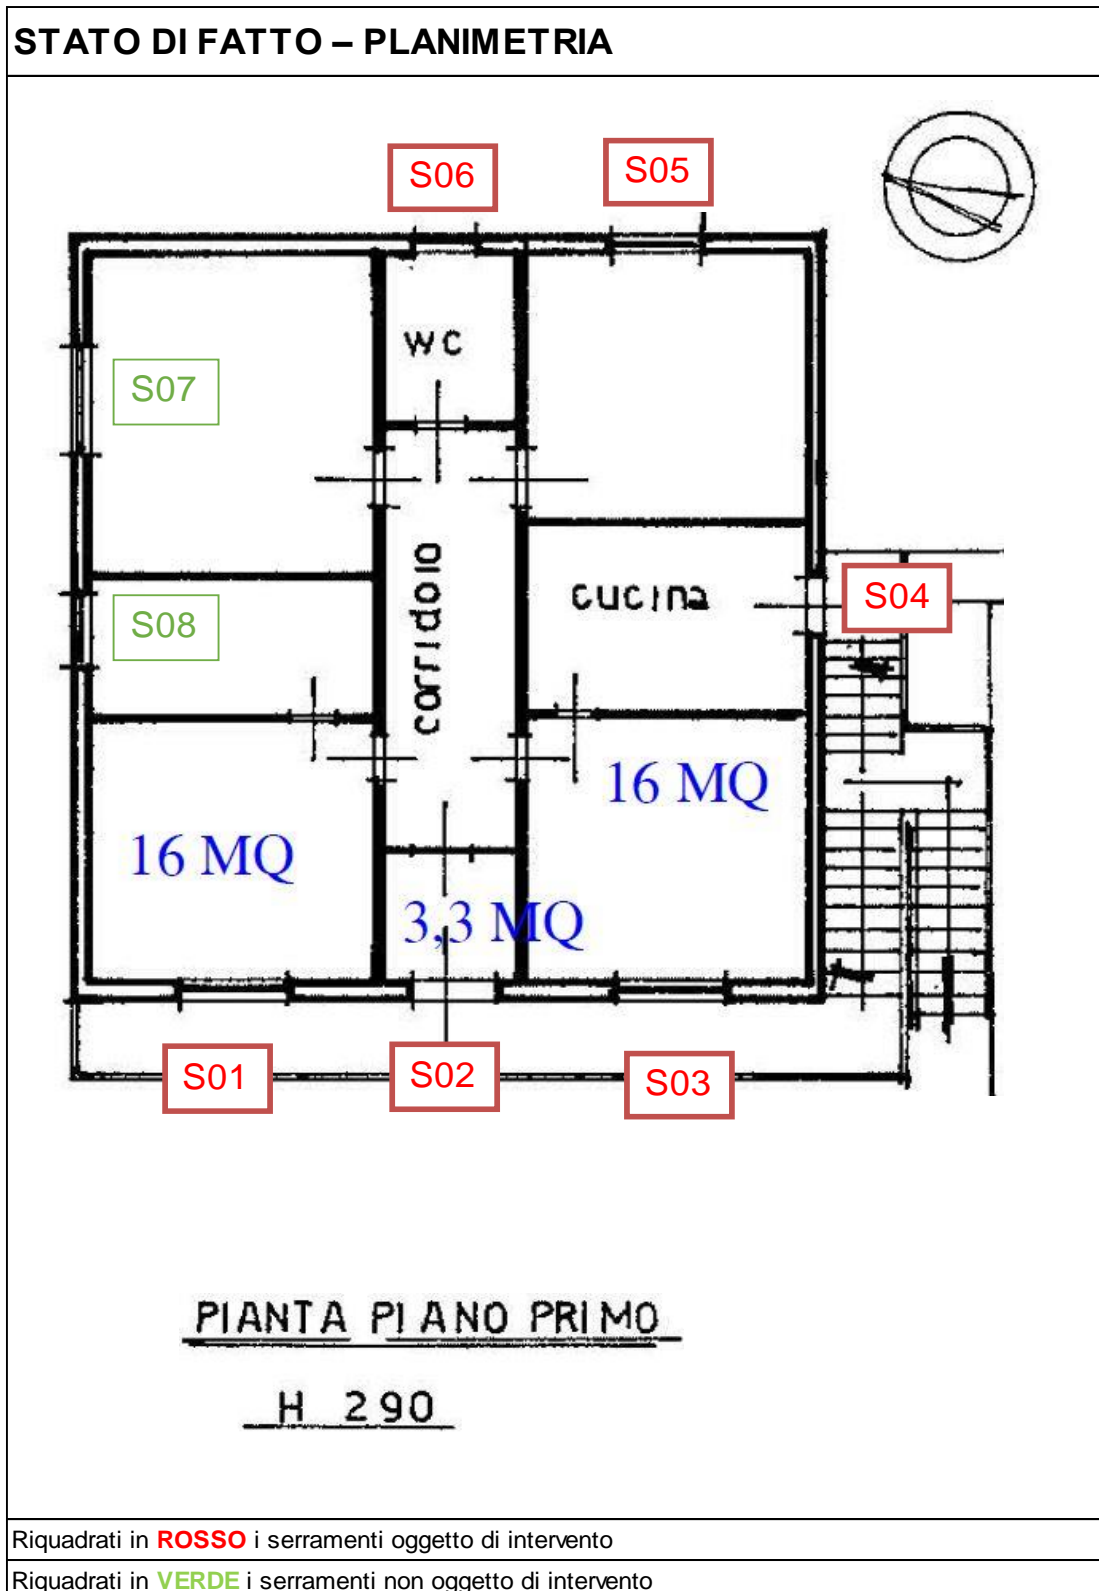 STATO DI FATTO – PLANIMETRIA
S06
S05
WC
S07
corridoio
cucina
S04
S08
16 MQ
16 MQ
3,3 MQ
S01
S02
S03
PIANTA PIANO PRIMO
H 290
Riquadrati in ROSSO i serramenti oggetto di intervento
Riquadrati in VERDE i serramenti non oggetto di intervento